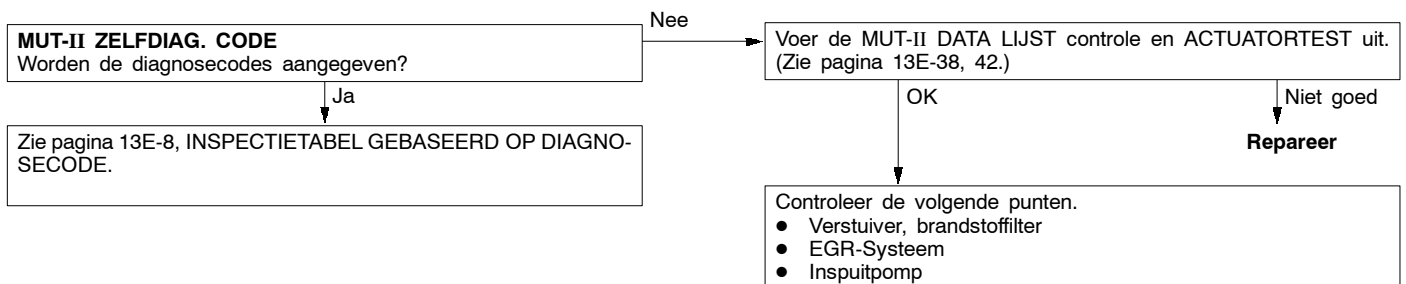 MUT-II ZELFDIAG. CODE
Worden de diagnosecodes aangegeven?
Nee
Voer de MUT-II DATA LIJST controle en ACTUATORTEST uit.
(Zie pagina 13E-38, 42.)
Ja
OK
Niet goed
Zie pagina 13E-8, INSPECTIETABEL GEBASEERD OP DIAGNO-
SECODE.
Repareer
Controleer de volgende punten.
● Verstuiver, brandstoffilter
● EGR-Systeem
● Inspuitpomp